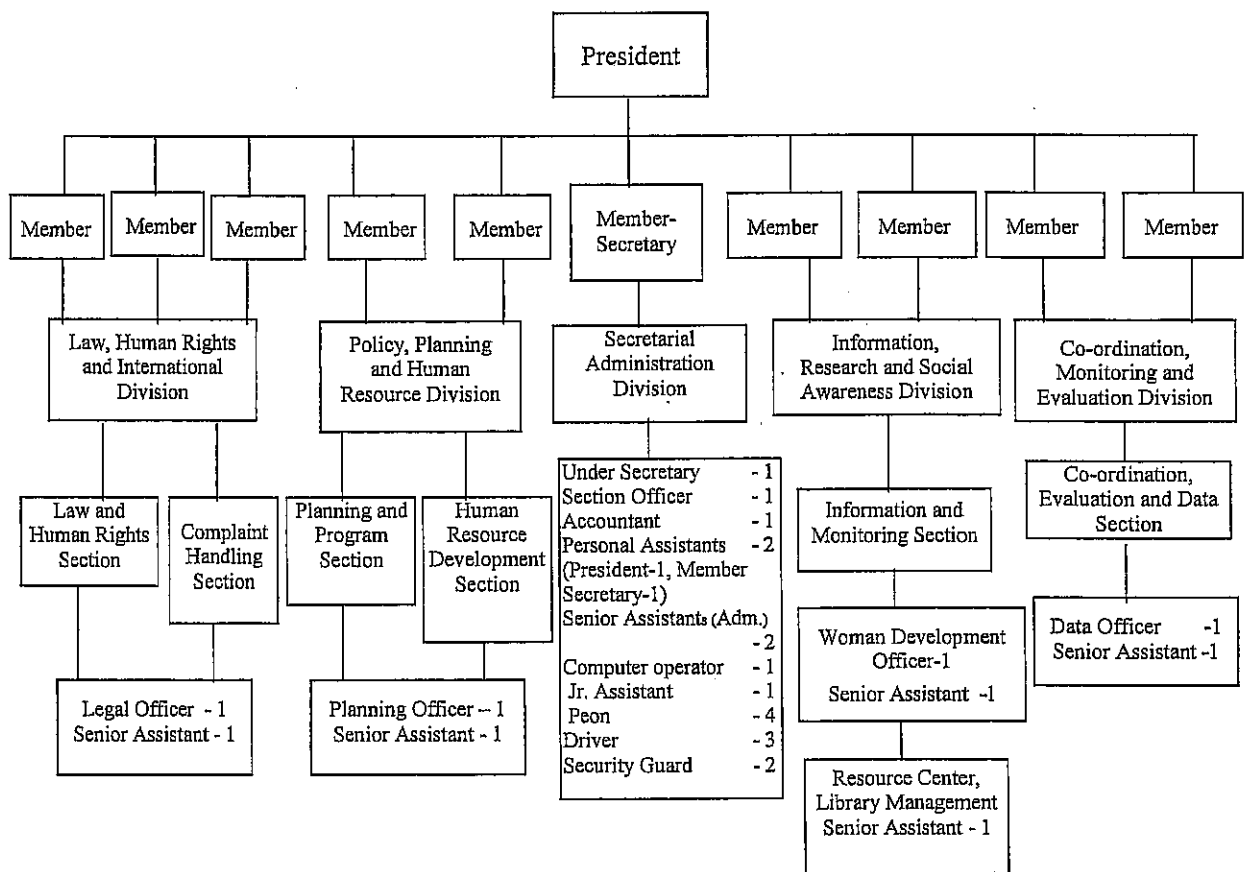 President
Member
Member
Member
Member
Member
Member-
Secretary
Member
Member
Member
Member
Law, Human Rights
and International
Division
Policy, Planning
and Human
Resource Division
Secretarial
Administration
Division
Information,
Research and Social
Awareness Division
Co-ordination,
Monitoring and
Evaluation Division
Law and
Human Rights
Section
Complaint
Handling
Section
Planning and
Program
Section
Human
Resource
Development
Section
Under Secretary - 1
Section Officer - 1
Accountant - 1
Personal Assistants - 2
(President-1, Member
Secretary-1)
Senior Assistants (Adm.)
- 2
Computer operator - 1
Jr. Assistant - 1
Peon - 4
Driver - 3
Security Guard - 2
Information and
Monitoring Section
Co-ordination,
Evaluation and Data
Section
Legal Officer - 1
Senior Assistant - 1
Planning Officer – 1
Senior Assistant - 1
Woman Development
Officer-1
Senior Assistant -1
Data Officer -1
Senior Assistant -1
Resource Center,
Library Management
Senior Assistant - 1